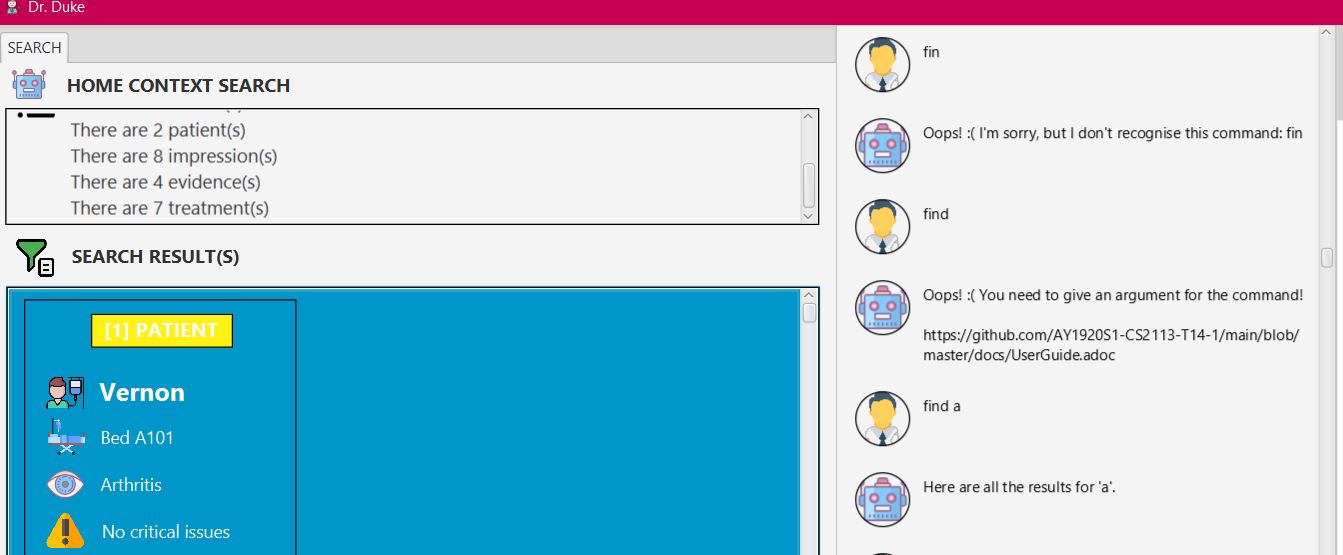 Dr. Duke
SEARCH
HOME CONTEXT SEARCH
There are 2 patient(s)
There are 8 impression(s)
There are 4 evidence(s)
There are 7 treatment(s)
SEARCH RESULT(S)
[1] PATIENT
Vernon
Bed A101
Arthritis
No critical issues
fin
Oops! :( I'm sorry, but I don't recognise this command: fin
find
Oops! :( You need to give an argument for the command!
https://github.com/AY1920S1-CS2113-T14-1/main/blob/
master/docs/UserGuide.adoc
find a
Here are all the results for 'a'.